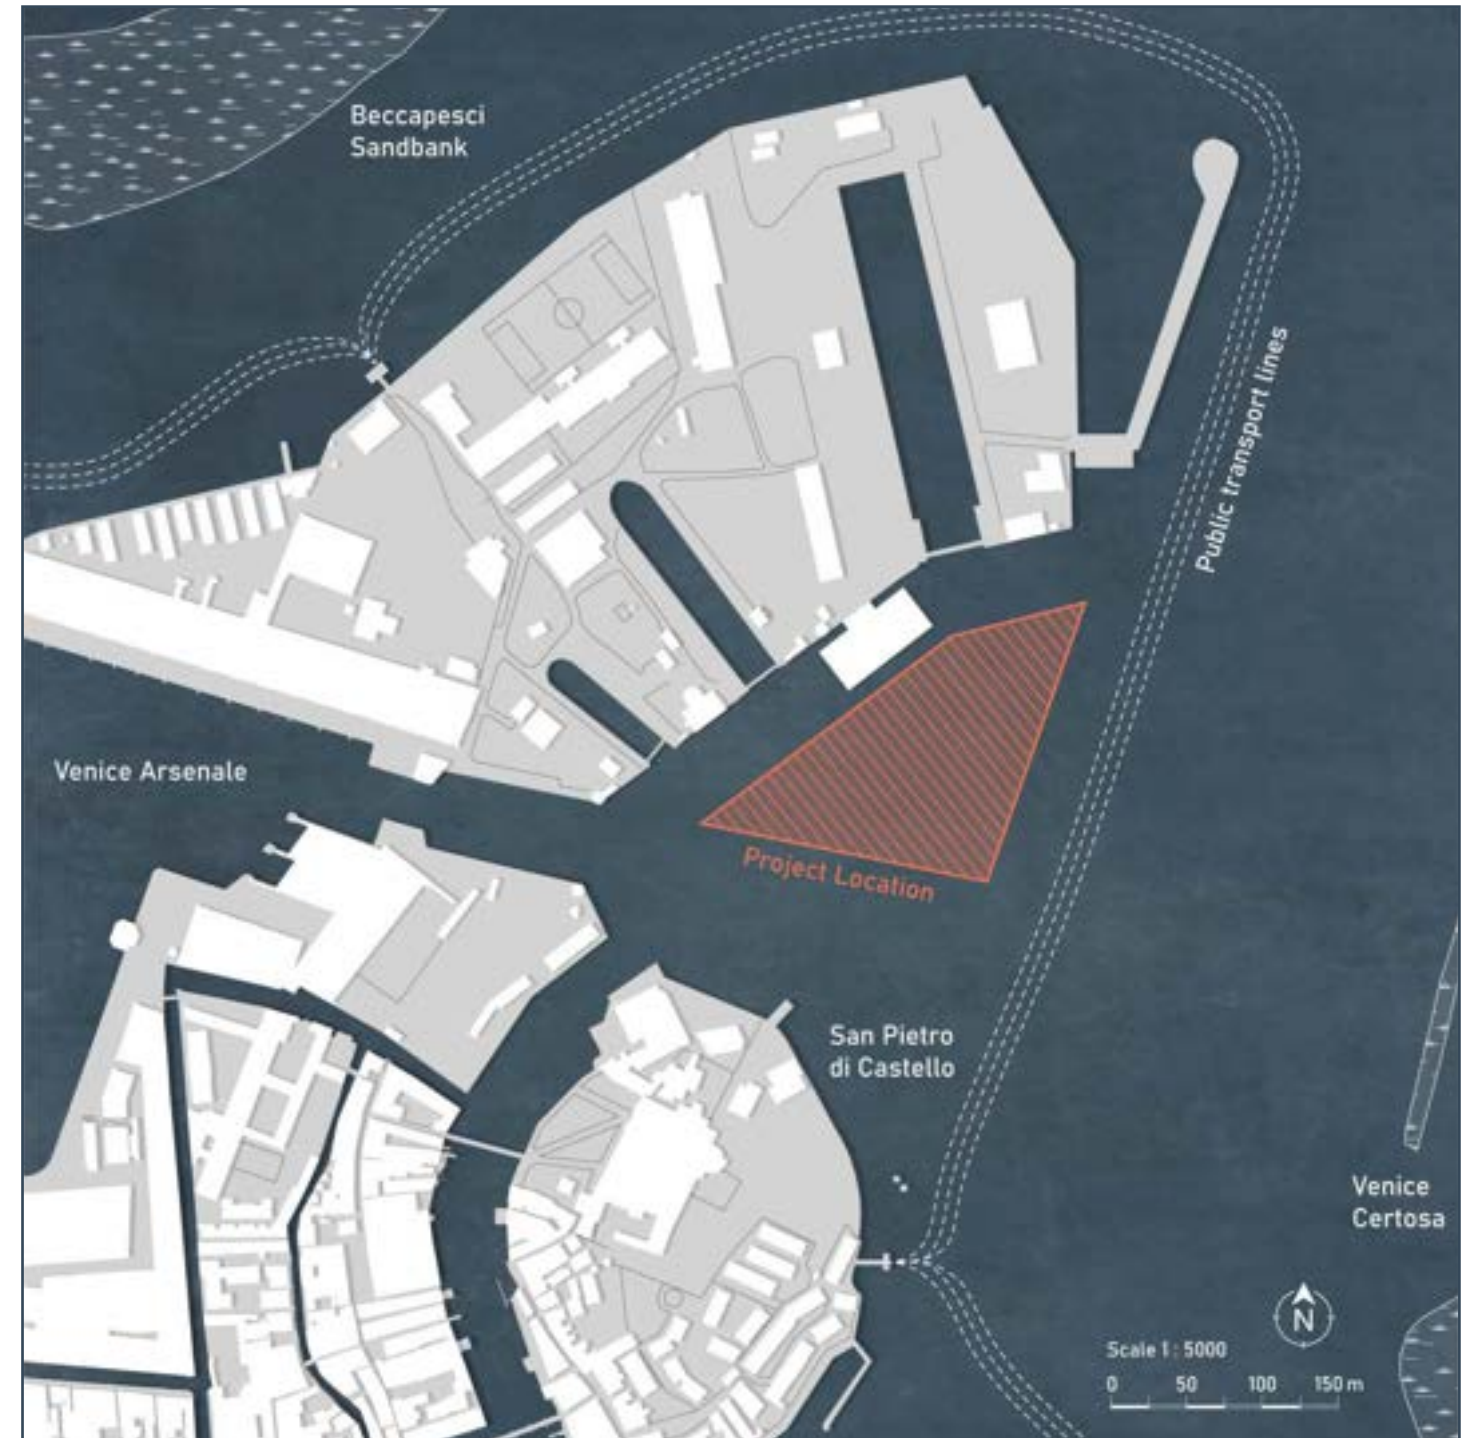 Beccapesci
Sandbank
Public transport lines
Venice Arsenale
Project Location
San Pietro
di Castello
Venice
Certosa
N
Scale 1 : 5000
0 50 100 150 m